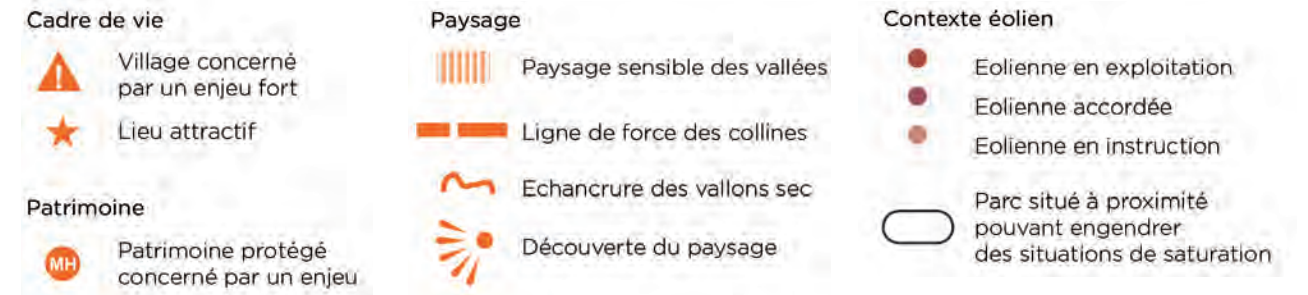 Cadre de vie
Village concerné
par un enjeu fort
Lieu attractif
Patrimoine
MH
Patrimoine protégé
concerné par un enjeu
Paysage
Paysage sensible des vallées
Ligne de force des collines
Echancrure des vallons sec
Découverte du paysage
Contexte éolien
Eolienne en exploitation
Eolienne accordée
Eolienne en instruction
Parc situé à proximité
pouvant engendrer
des situations de saturation